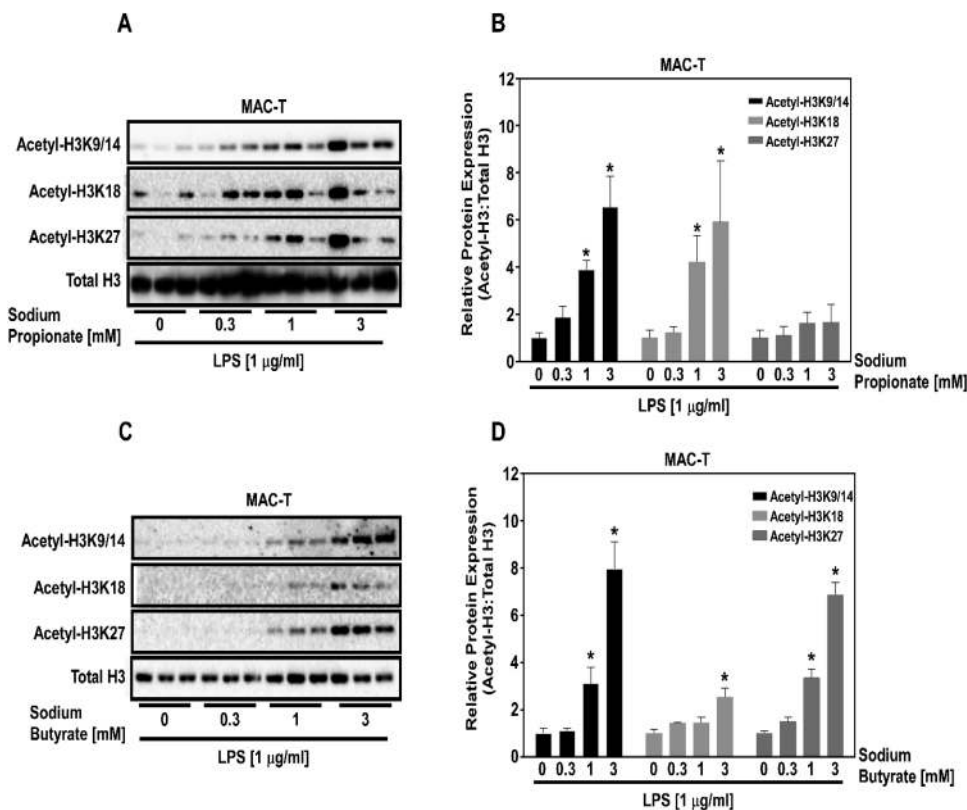 A
MAC-T
Acetyl-H3K9/14
Acetyl-H3K18
Acetyl-H3K27
Total H3
Sodium
Propionate [mM]
0 0.3 1 3
LPS [1 µg/ml]
B
MAC-T
Relative Protein Expression
(Acetyl-H3:Total H3)
12
10
8
6
4
2
0
Acetyl-H3K9/14
Acetyl-H3K18
Acetyl-H3K27
* * * *
0 0.3 1 3 0 0.3 1 3 0 0.3 1 3
Sodium
Propionate [mM]
LPS [1 µg/ml]
C
MAC-T
Acetyl-H3K9/14
Acetyl-H3K18
Acetyl-H3K27
Total H3
Sodium
Butyrate [mM]
0 0.3 1 3
LPS [1 µg/ml]
D
MAC-T
Relative Protein Expression
(Acetyl-H3:Total H3)
12
10
8
6
4
2
0
Acetyl-H3K9/14
Acetyl-H3K18
Acetyl-H3K27
* * * * *
0 0.3 1 3 0 0.3 1 3 0 0.3 1 3
Sodium
Butyrate [mM]
LPS [1 µg/ml]